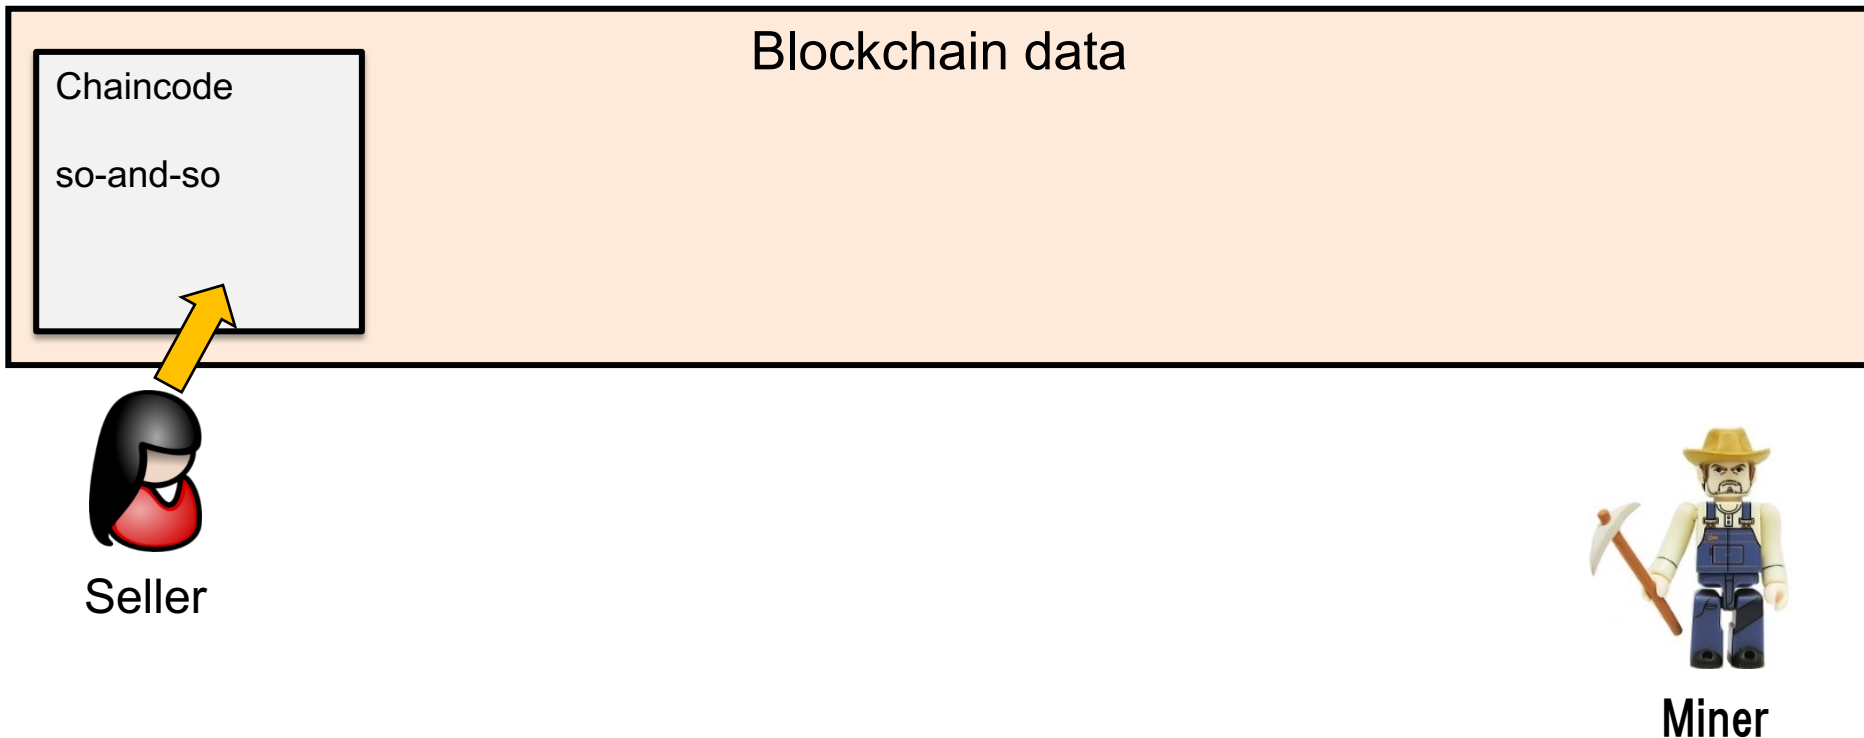 Blockchain data
Chaincode
so-and-so
Seller
Miner